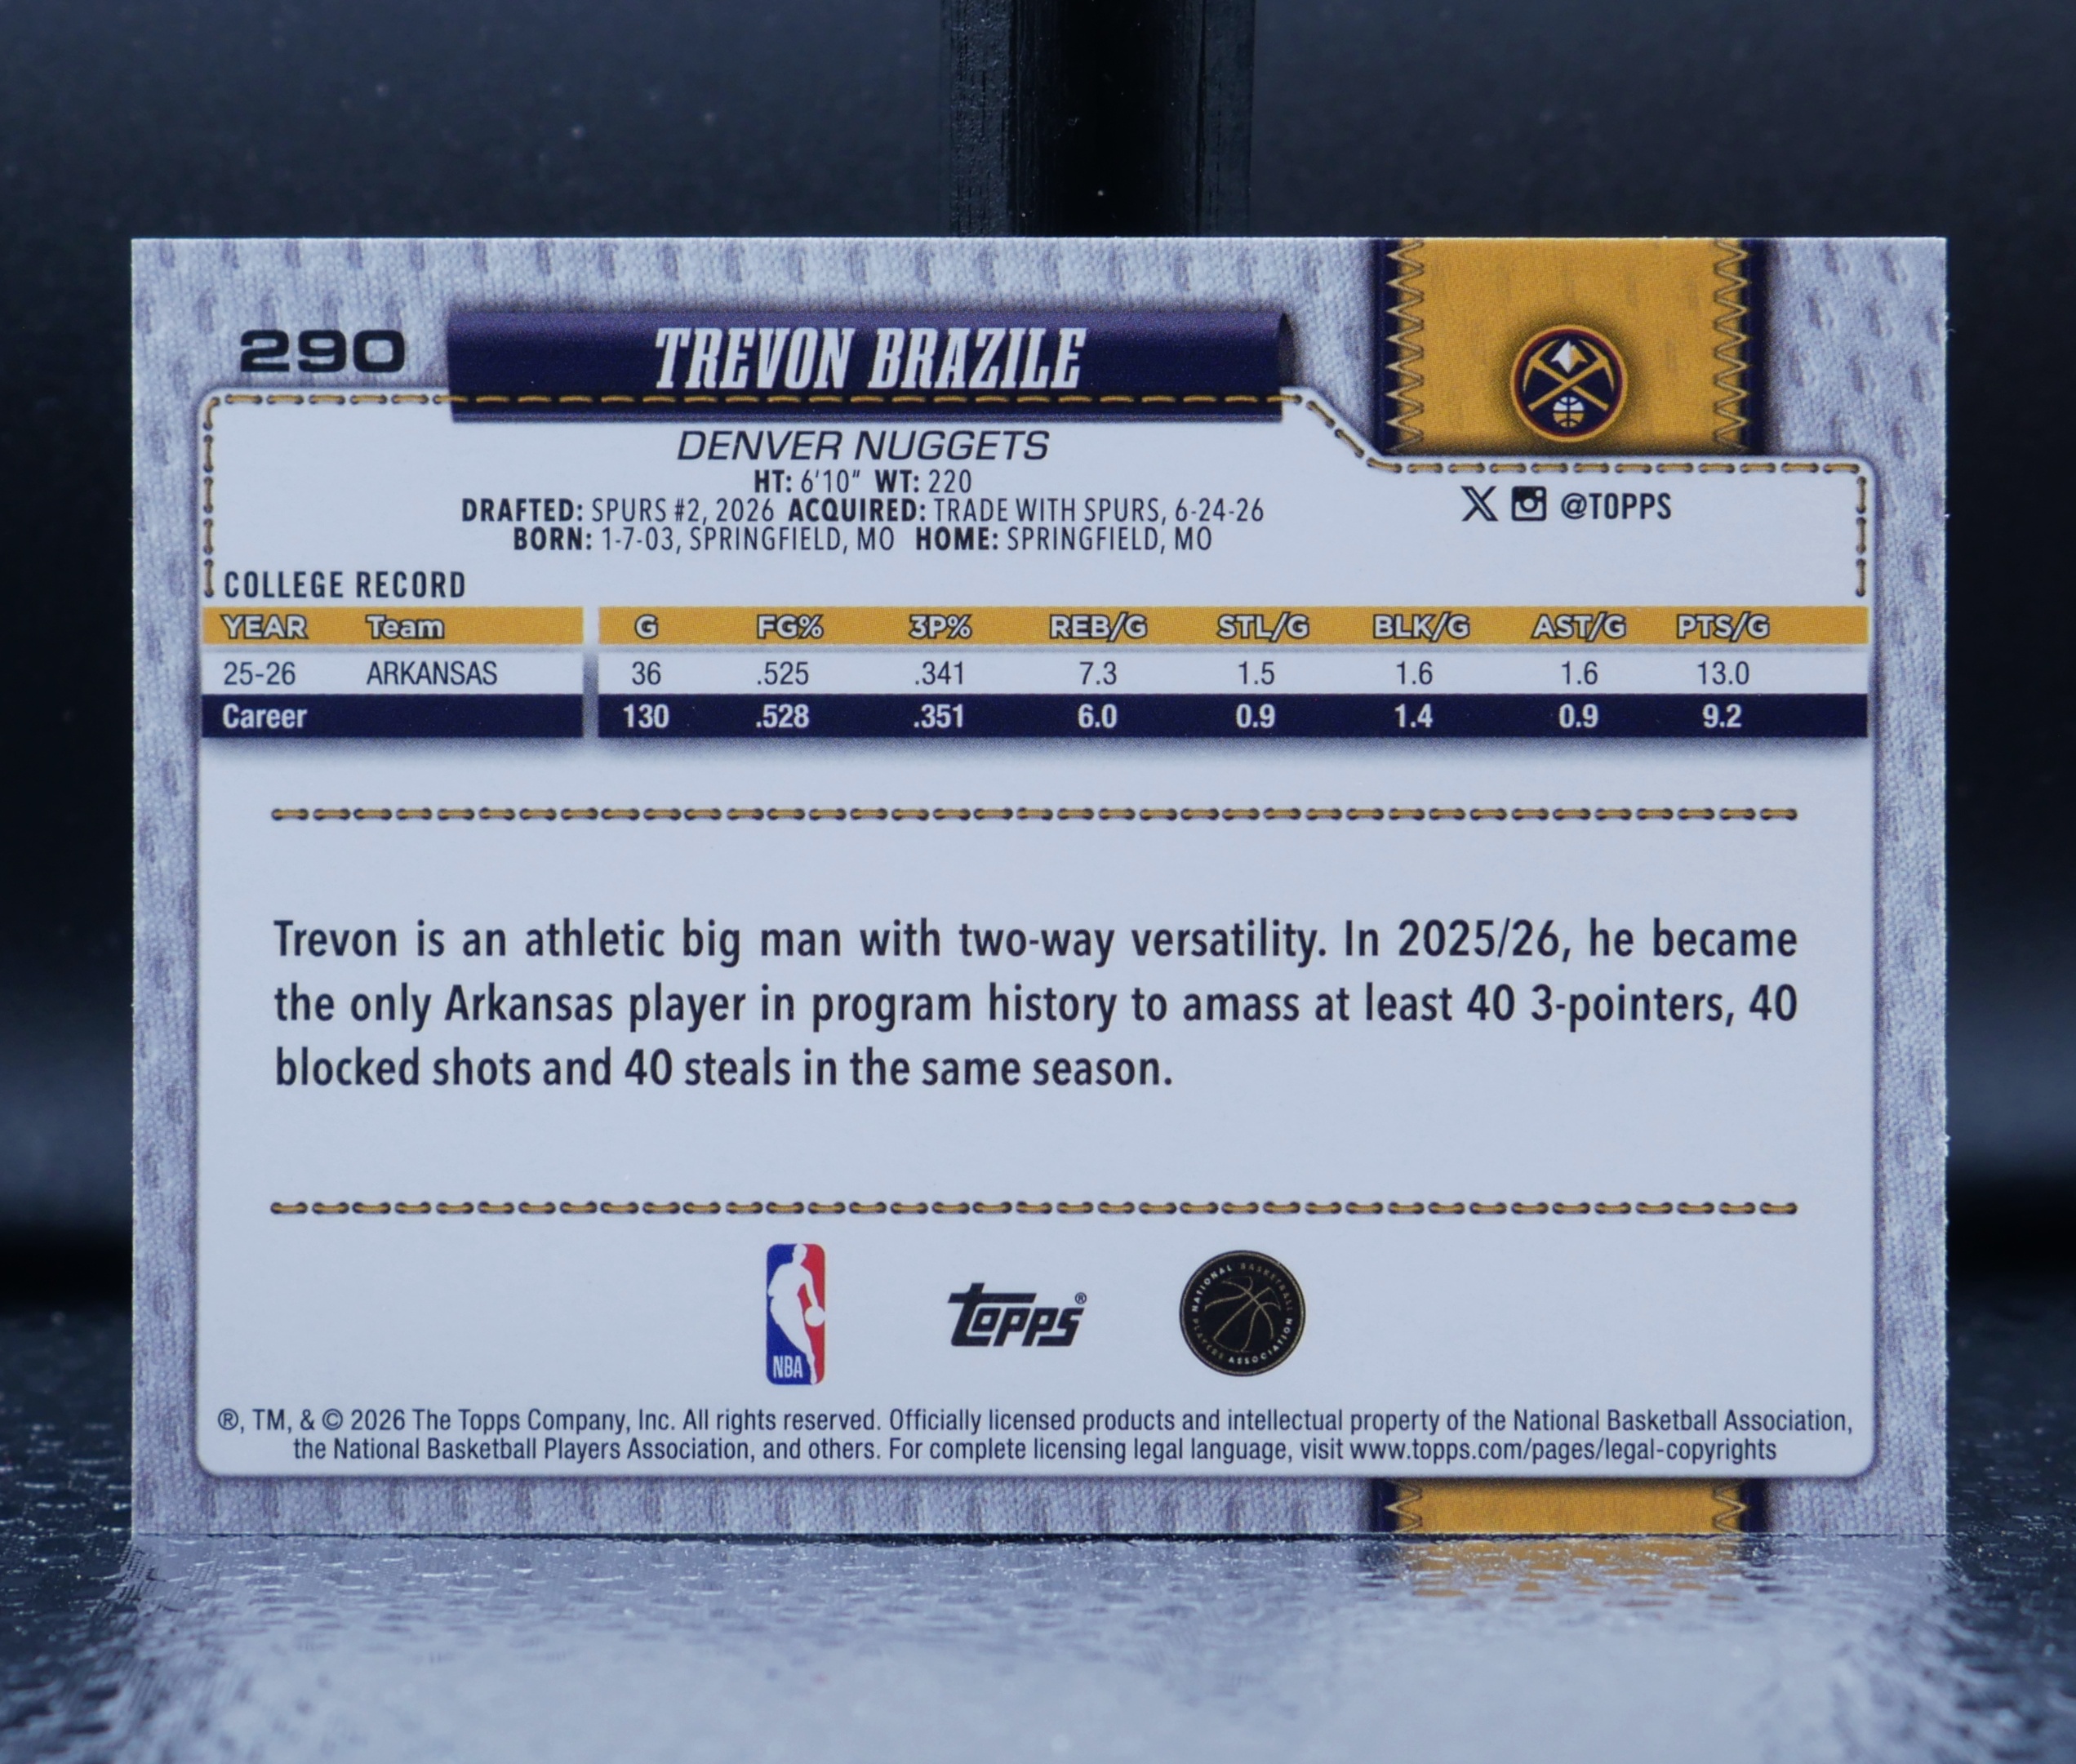 290
TREVON BRAZILE
DENVER NUGGETS
HT: 6'10" WT: 220
DRAFTED: SPURS #2, 2026 ACQUIRED: TRADE WITH SPURS, 6-24-26
BORN: 1-7-03, SPRINGFIELD, MO HOME: SPRINGFIELD, MO
@TOPPS
COLLEGE RECORD
YEAR Team G FG% 3P% REB/G STL/G BLK/G AST/G PTS/G
25-26 ARKANSAS 36 .525 .341 7.3 1.5 1.6 1.6 13.0
Career 130 .528 .351 6.0 0.9 1.4 0.9 9.2
Trevon is an athletic big man with two-way versatility. In 2025/26, he became
the only Arkansas player in program history to amass at least 40 3-pointers, 40
blocked shots and 40 steals in the same season.
NBA
Topps®
NATIONAL BASKETBALL PLAYERS ASSOCIATION
®, TM, & © 2026 The Topps Company, Inc. All rights reserved. Officially licensed products and intellectual property of the National Basketball Association,
the National Basketball Players Association, and others. For complete licensing legal language, visit www.topps.com/pages/legal-copyrights